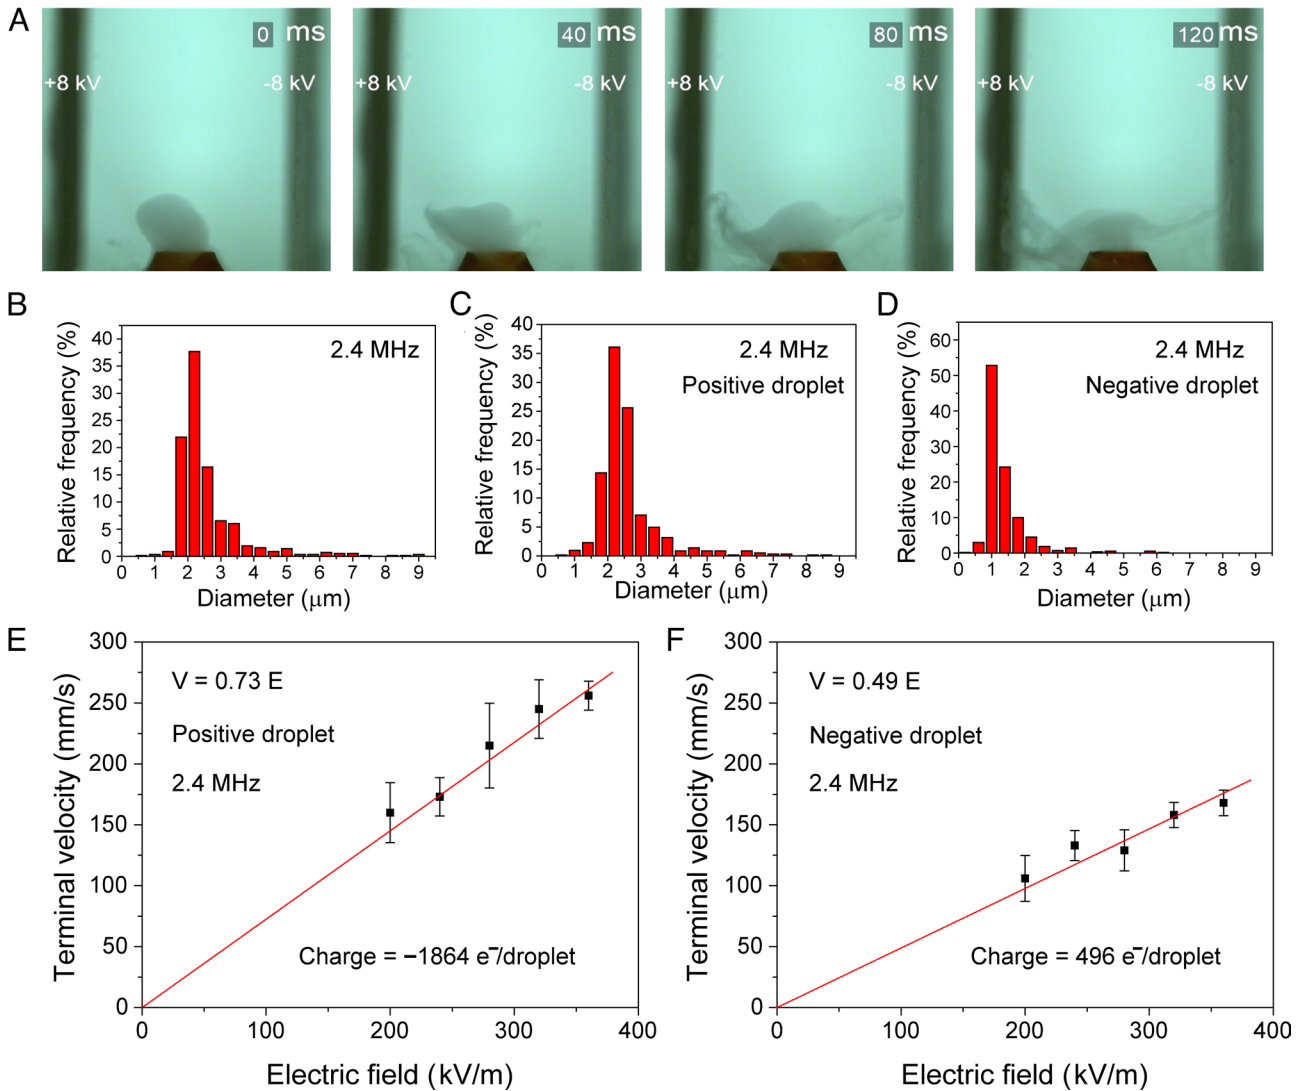 A
0 ms
40 ms
80 ms
120 ms
+8 kV
-8 kV
+8 kV
-8 kV
+8 kV
-8 kV
+8 kV
-8 kV
B
Relative frequency (%)
40
35
30
25
20
15
10
5
0
2.4 MHz
0 1 2 3 4 5 6 7 8 9
Diameter (μm)
C
Relative frequency (%)
40
35
30
25
20
15
10
5
0
2.4 MHz
Positive droplet
0 1 2 3 4 5 6 7 8 9
Diameter (μm)
D
Relative frequency (%)
60
50
40
30
20
10
0
2.4 MHz
Negative droplet
0 1 2 3 4 5 6 7 8 9
Diameter (μm)
E
Terminal velocity (mm/s)
300
250
200
150
100
50
0
V = 0.73 E
Positive droplet
2.4 MHz
Charge = −1864 e⁻/droplet
0 100 200 300 400
Electric field (kV/m)
F
Terminal velocity (mm/s)
300
250
200
150
100
50
0
V = 0.49 E
Negative droplet
2.4 MHz
Charge = 496 e⁻/droplet
0 100 200 300 400
Electric field (kV/m)